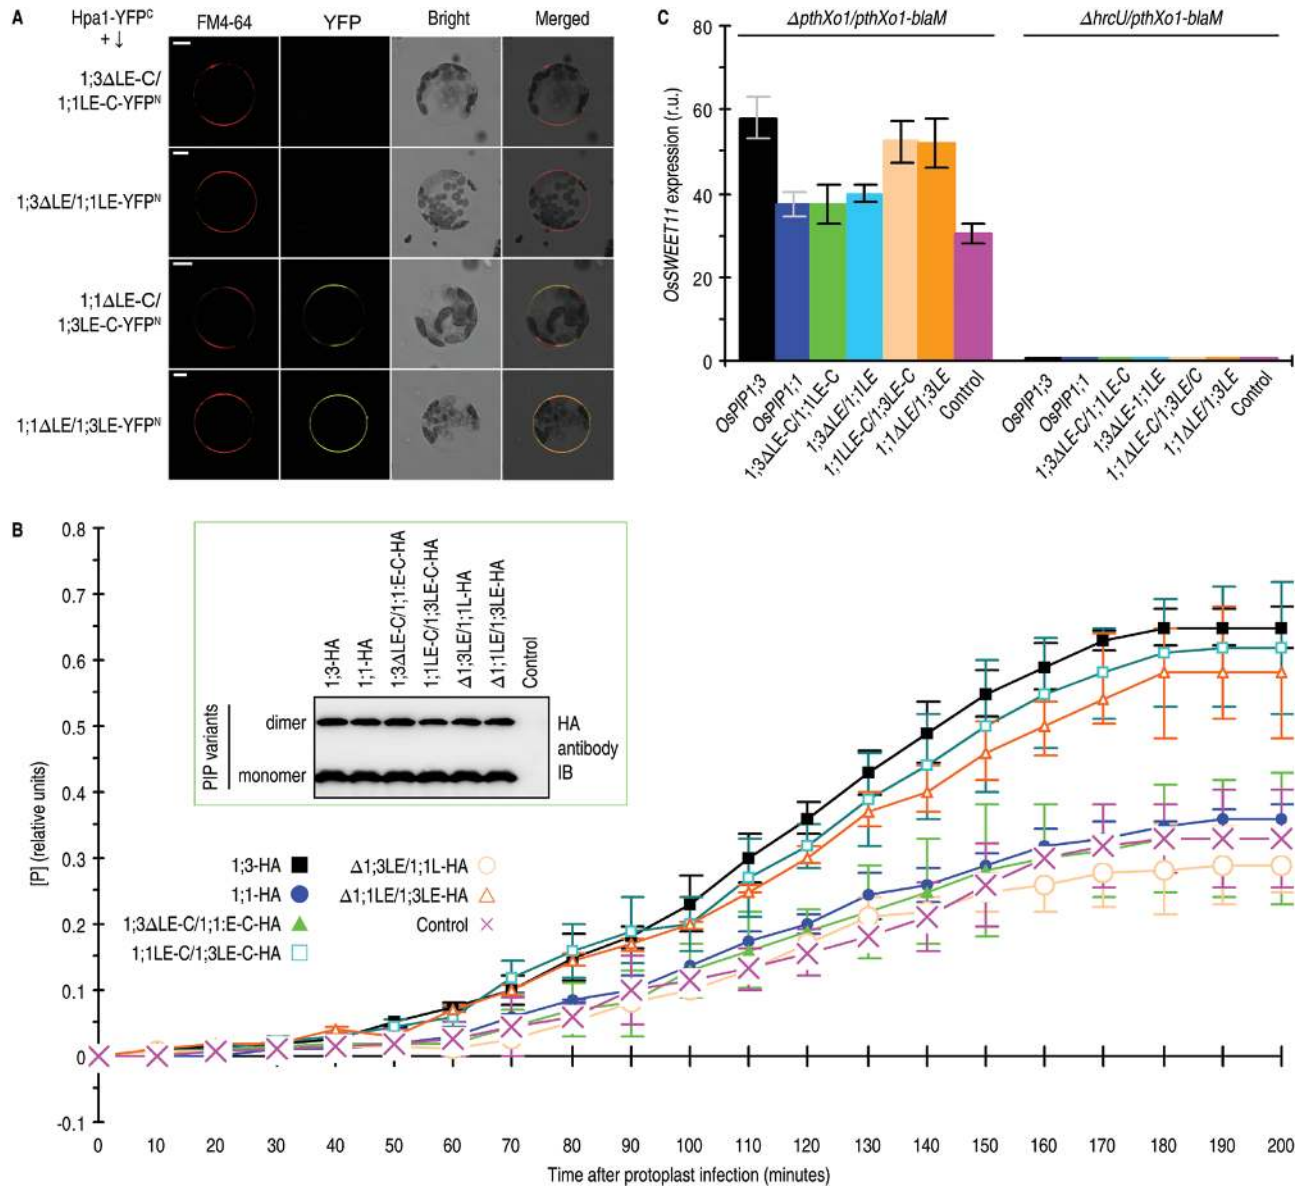 A
Hpa1-YFPᶜ
+ ↓
FM4-64 YFP Bright Merged
1;3ΔLE-C/
1;1LE-C-YFPᴺ
1;3ΔLE/1;1LE-YFPᴺ
1;1ΔLE-C/
1;3LE-C-YFPᴺ
1;1ΔLE/1;3LE-YFPᴺ
C
ΔpthXo1/pthXo1-blaM ΔhrcU/pthXo1-blaM
OsSWEET11 expression (r.u.)
80
60
40
20
0
OsPIP1;3
OsPIP1;1
1;3ΔLE-C/1;1LE-C
1;3ΔLE/1;1LE
1;1LLE-C/1;3LE-C
1;1ΔLE/1;3LE
Control
OsPIP1;3
OsPIP1;1
1;3ΔLE-C/1;1LE-C
1;3ΔLE-1;1LE
1;1ΔLE-C/1;3LE/C
1;1ΔLE/1;3LE
Control
B
[P] (relative units)
0.8
0.7
0.6
0.5
0.4
0.3
0.2
0.1
0
-0.1
1;3-HA
1;1-HA
1;3ΔLE-C/1;1:E-C-HA
1;1LE-C/1;3LE-C-HA
Δ1;3LE/1;1L-HA
Δ1;1LE/1;3LE-HA
Control
PIP variants
dimer
monomer
HA
antibody
IB
1;3-HA
1;1-HA
1;3ΔLE-C/1;1:E-C-HA
1;1LE-C/1;3LE-C-HA
Δ1;3LE/1;1L-HA
Δ1;1LE/1;3LE-HA
Control
0 10 20 30 40 50 60 70 80 90 100 110 120 130 140 150 160 170 180 190 200
Time after protoplast infection (minutes)